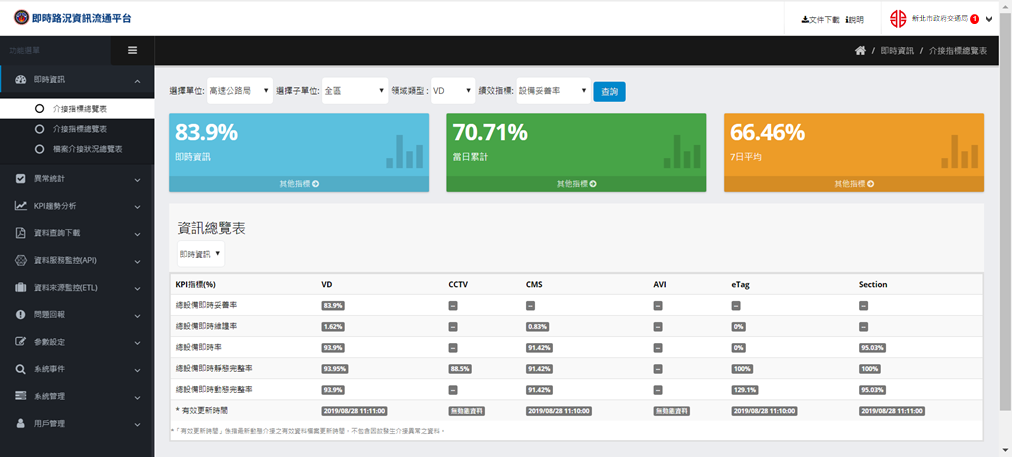 即時路況資訊流通平台
文件下載 說明
新北市政府交通局 1
功能選單
即時資訊 / 介接指標總覽表
即時資訊
介接指標總覽表
介接指標總覽表
檔案介接狀況總覽表
異常統計
KPI趨勢分析
資料查詢下載
資料服務監控(API)
資料來源監控(ETL)
問題回報
參數設定
系統事件
系統管理
用戶管理
選擇單位: 高速公路局 選擇子單位: 全區 領域類型: VD 績效指標: 設備妥善率 查詢
83.9%
即時資訊
其他指標
70.71%
當日累計
其他指標
66.46%
7日平均
其他指標
資訊總覽表
即時資訊
KPI指標(%) VD CCTV CMS AVI eTag Section
總設備即時妥善率 83.9% -- -- -- -- --
總設備即時維護率 1.62% -- 0.83% -- 0% --
總設備即時率 93.9% -- 91.42% -- 0% 95.03%
總設備即時靜態完整率 93.95% 88.5% 91.42% -- 100% 100%
總設備即時動態完整率 93.9% -- 91.42% -- 129.1% 95.03%
* 有效更新時間 2019/08/28 11:11:00 無動態資料 2019/08/28 11:10:00 無動態資料 2019/08/28 11:10:00 2019/08/28 11:11:00
*「有效更新時間」係指最新動態介接之有效資料檔案更新時間，不包含因故發生介接異常之資料。